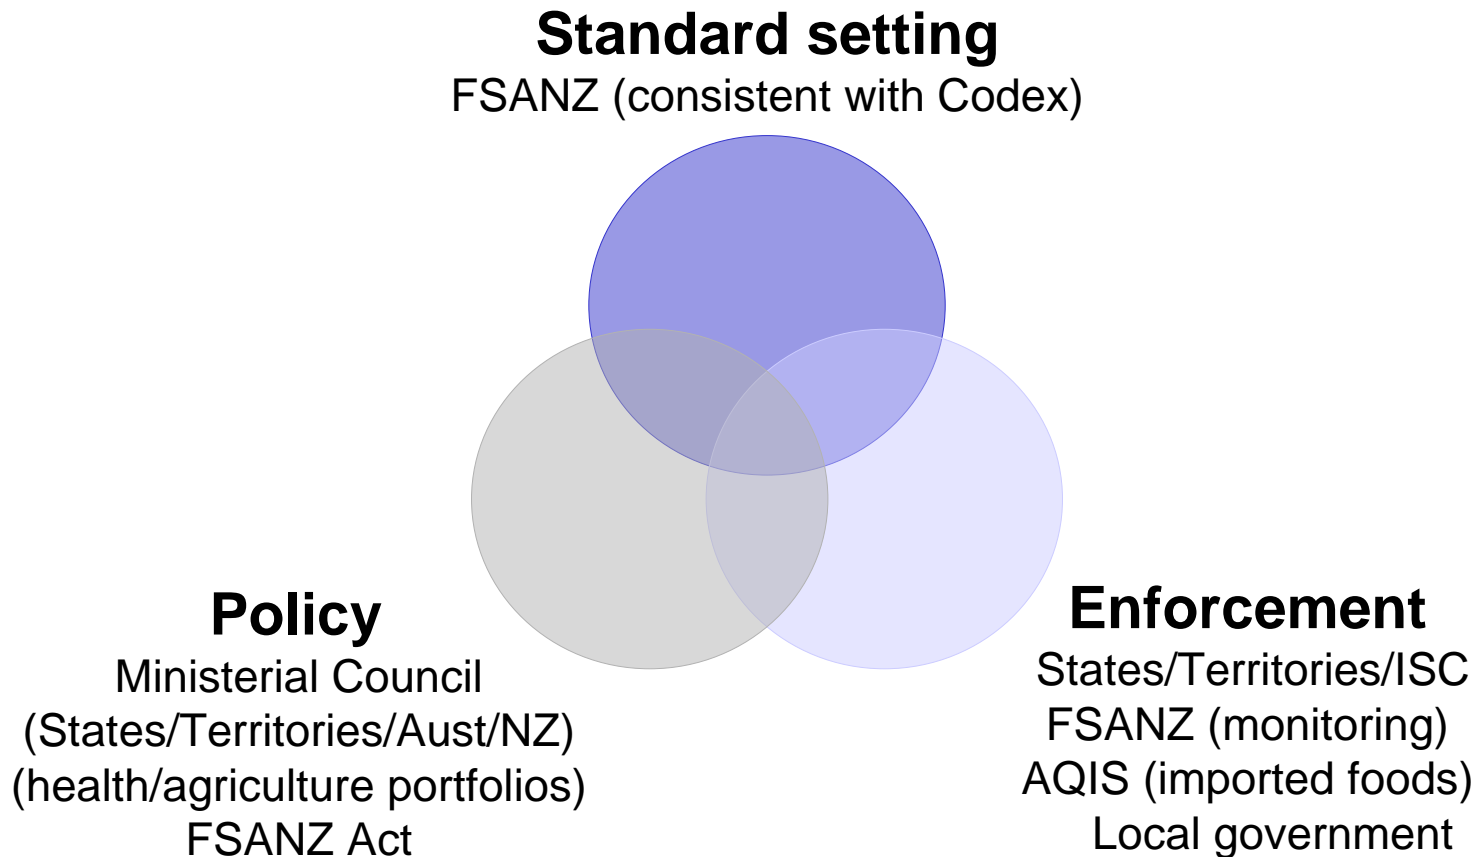 Standard setting
FSANZ (consistent with Codex)
Policy
Ministerial Council
(States/Territories/Aust/NZ)
(health/agriculture portfolios)
FSANZ Act
Enforcement
States/Territories/ISC
FSANZ (monitoring)
AQIS (imported foods)
Local government